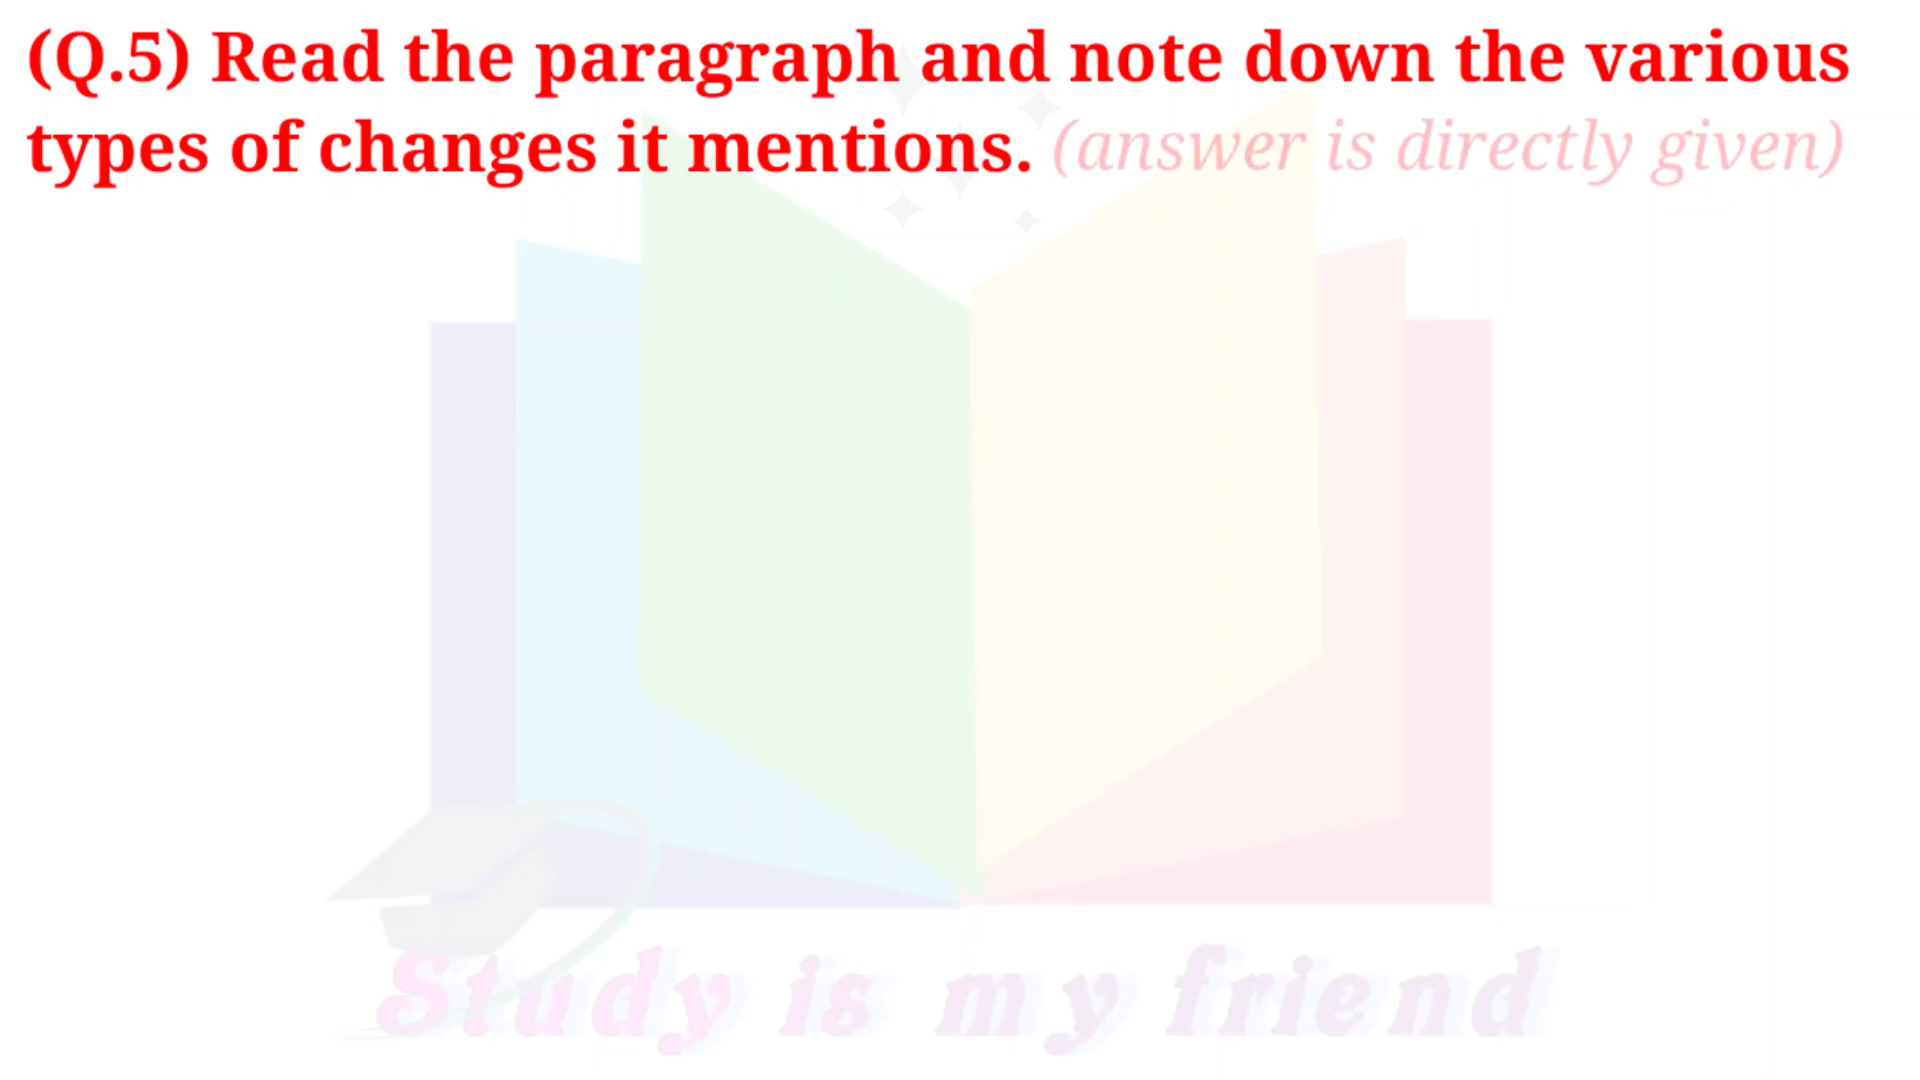 (Q.5) Read the paragraph and note down the various
types of changes it mentions. (answer is directly given)
Study is my friend